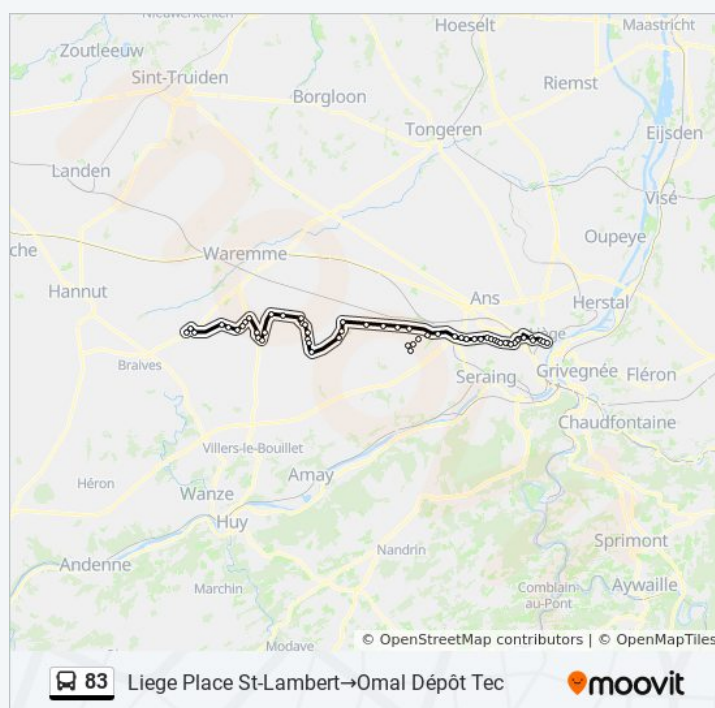 Nieuwerkerken
Hoeselt
Maastricht
Zoutleeuw
Sint-Truiden
Riemst
Borgloon
Tongeren
Eijsden
Landen
Visé
Oupeye
che
Waremme
Hannut
Ans
Herstal
Braives
Grivegnée
Fléron
Seraing
Chaudfontaine
Villers-le-Bouillet
Amay
Héron
Wanze
Huy
Sprimont
Nandrin
Andenne
Marchin
Comblain
-au-Pont
Aywaille
Modave
© OpenStreetMap contributors | © OpenMapTiles
83 Liege Place St-Lambert→Omal Dépôt Tec
moovit